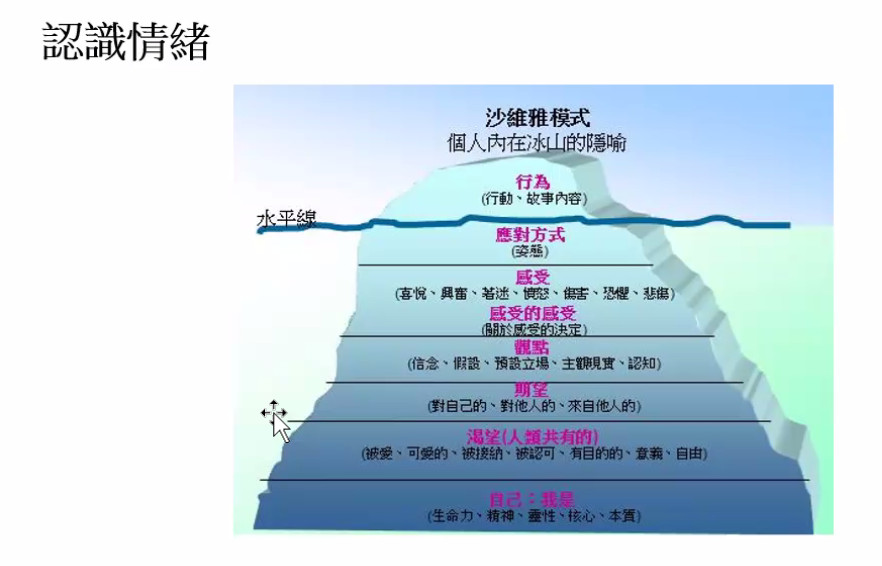 認識情緒
沙維雅模式
個人內在冰山的隱喻
行為
(行動、故事內容)
水平線
應對方式
(姿態)
感受
(喜悅、興奮、著迷、憤怒、傷害、恐懼、悲傷)
感受的感受
(關於感受的決定)
觀點
(信念、假設、預設立場、主觀現實、認知)
期望
(對自己的、對他人的、來自他人的)
渴望(人類共有的)
(被愛、可愛的、被接納、被認可、有目的的、意義、自由)
自己：我是
(生命力、精神、靈性、核心、本質)